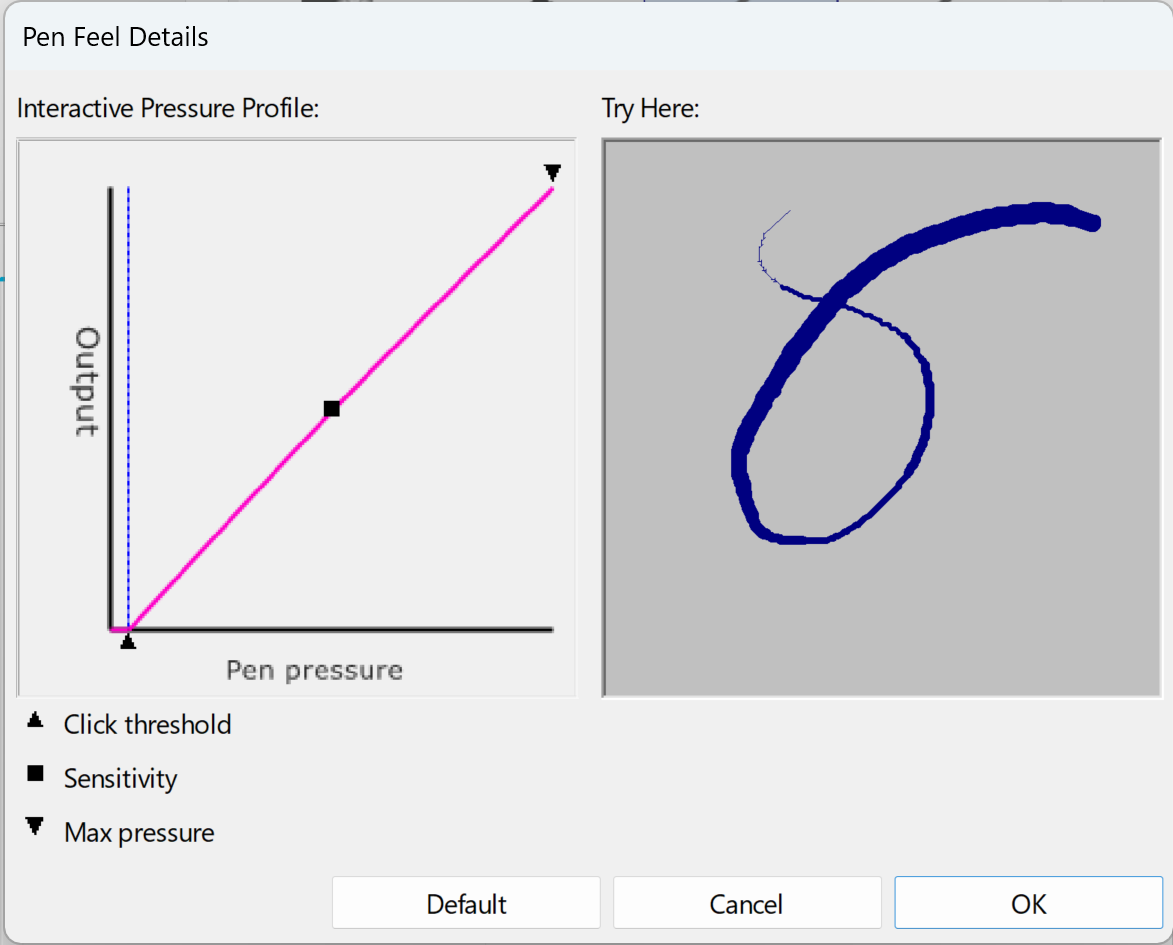 Pen Feel Details
Interactive Pressure Profile:
Try Here:
Output
Pen pressure
Click threshold
Sensitivity
Max pressure
Default
Cancel
OK